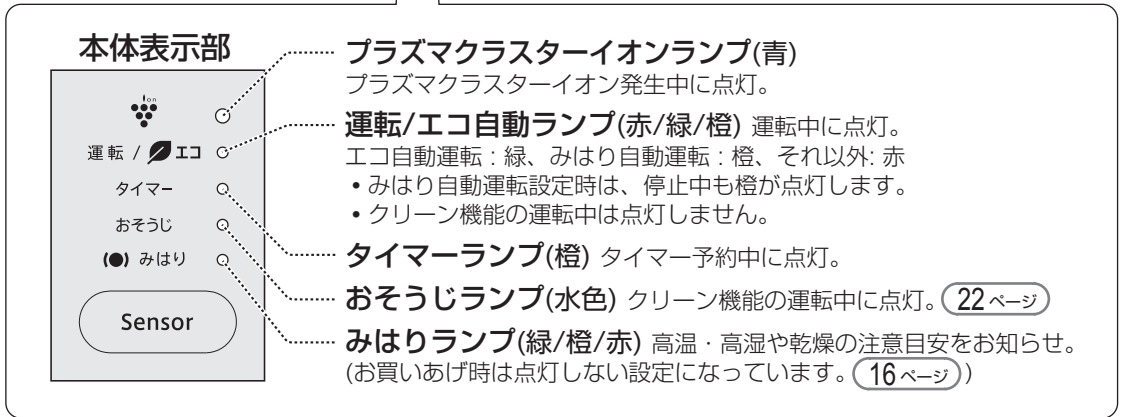 本体表示部
ion
運転 / エコ
タイマー
おそうじ
みはり
Sensor
プラズマクラスターイオンランプ(青)
プラズマクラスターイオン発生中に点灯。
運転/エコ自動ランプ(赤/緑/橙) 運転中に点灯。
エコ自動運転 : 緑、みはり自動運転 : 橙、それ以外: 赤
•みはり自動運転設定時は、停止中も橙が点灯します。
•クリーン機能の運転中は点灯しません。
タイマーランプ(橙) タイマー予約中に点灯。
おそうじランプ(水色) クリーン機能の運転中に点灯。 22ページ
みはりランプ(緑/橙/赤) 高温・高湿や乾燥の注意目安をお知らせ。
(お買いあげ時は点灯しない設定になっています。 16ページ )